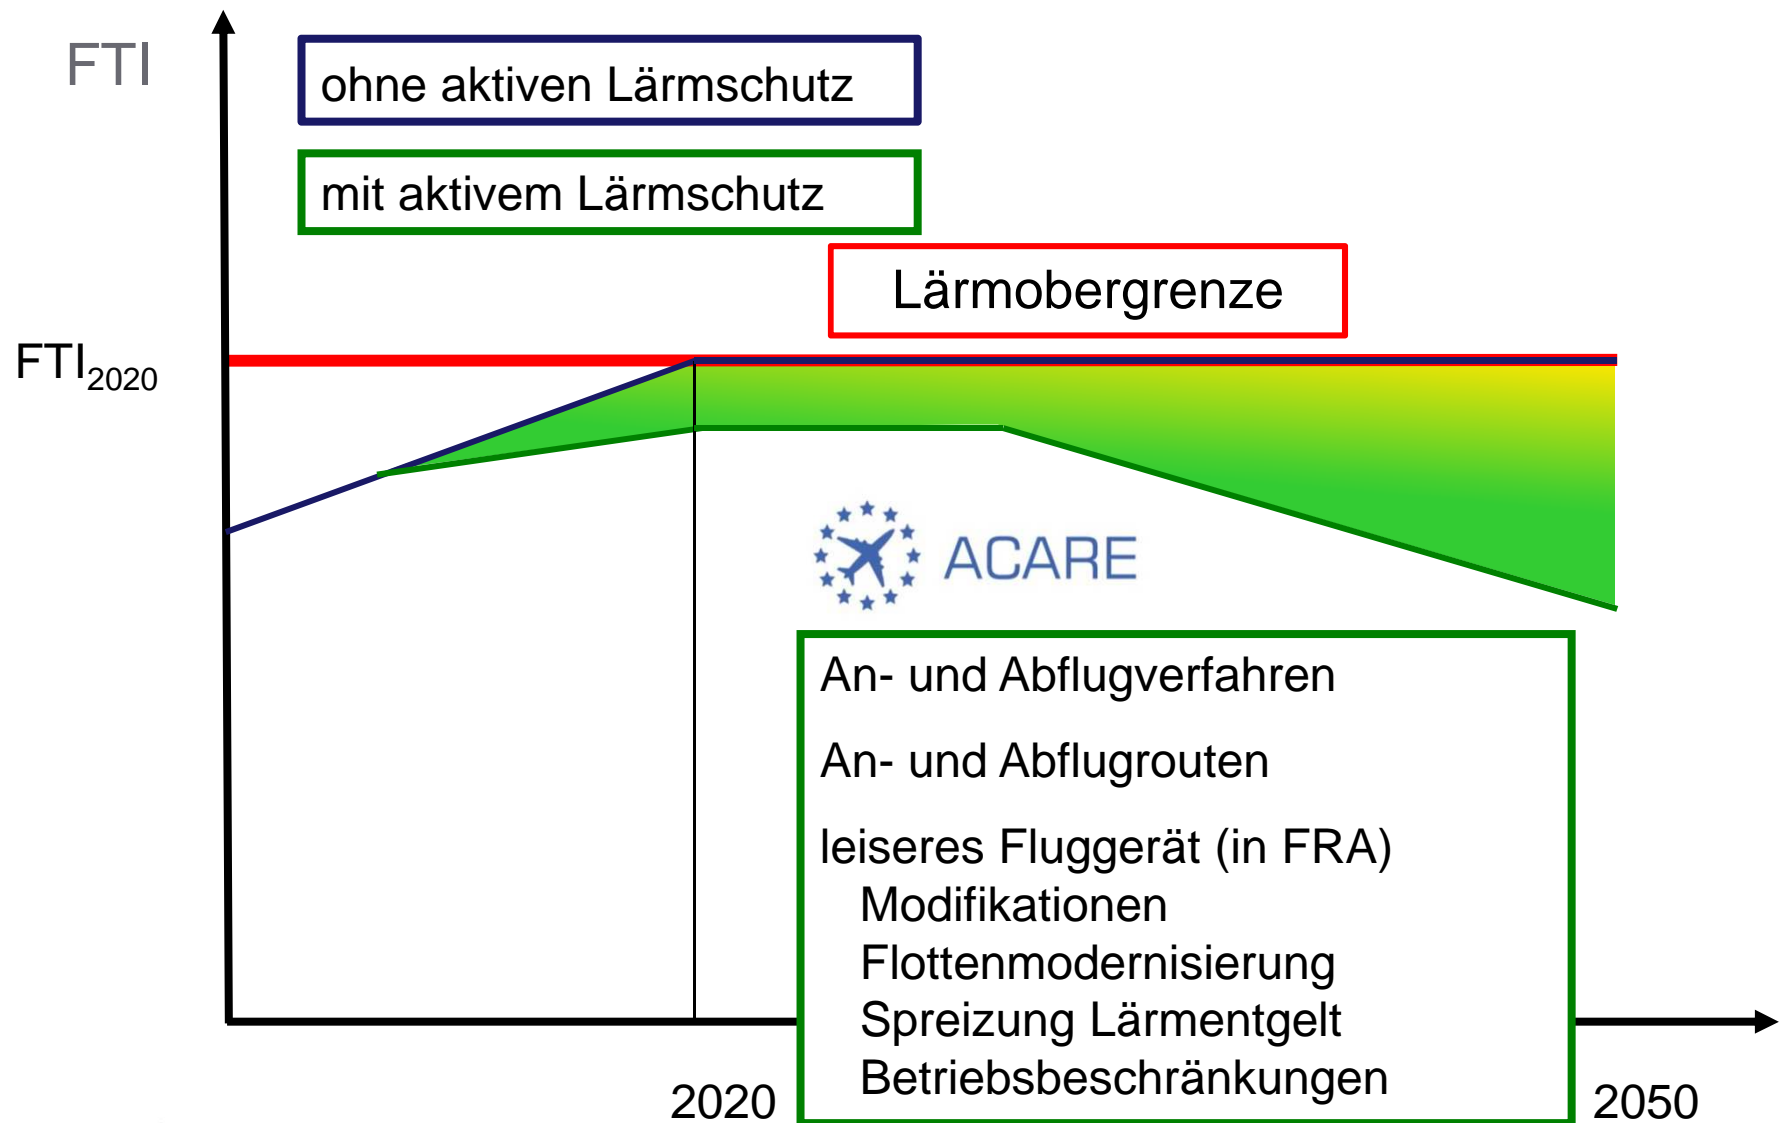 FTI
ohne aktiven Lärmschutz
mit aktivem Lärmschutz
Lärmobergrenze
FTI2020
ACARE
An- und Abflugverfahren
An- und Abflugrouten
leiseres Fluggerät (in FRA)
Modifikationen
Flottenmodernisierung
Spreizung Lärmentgelt
Betriebsbeschränkungen
2020
2050